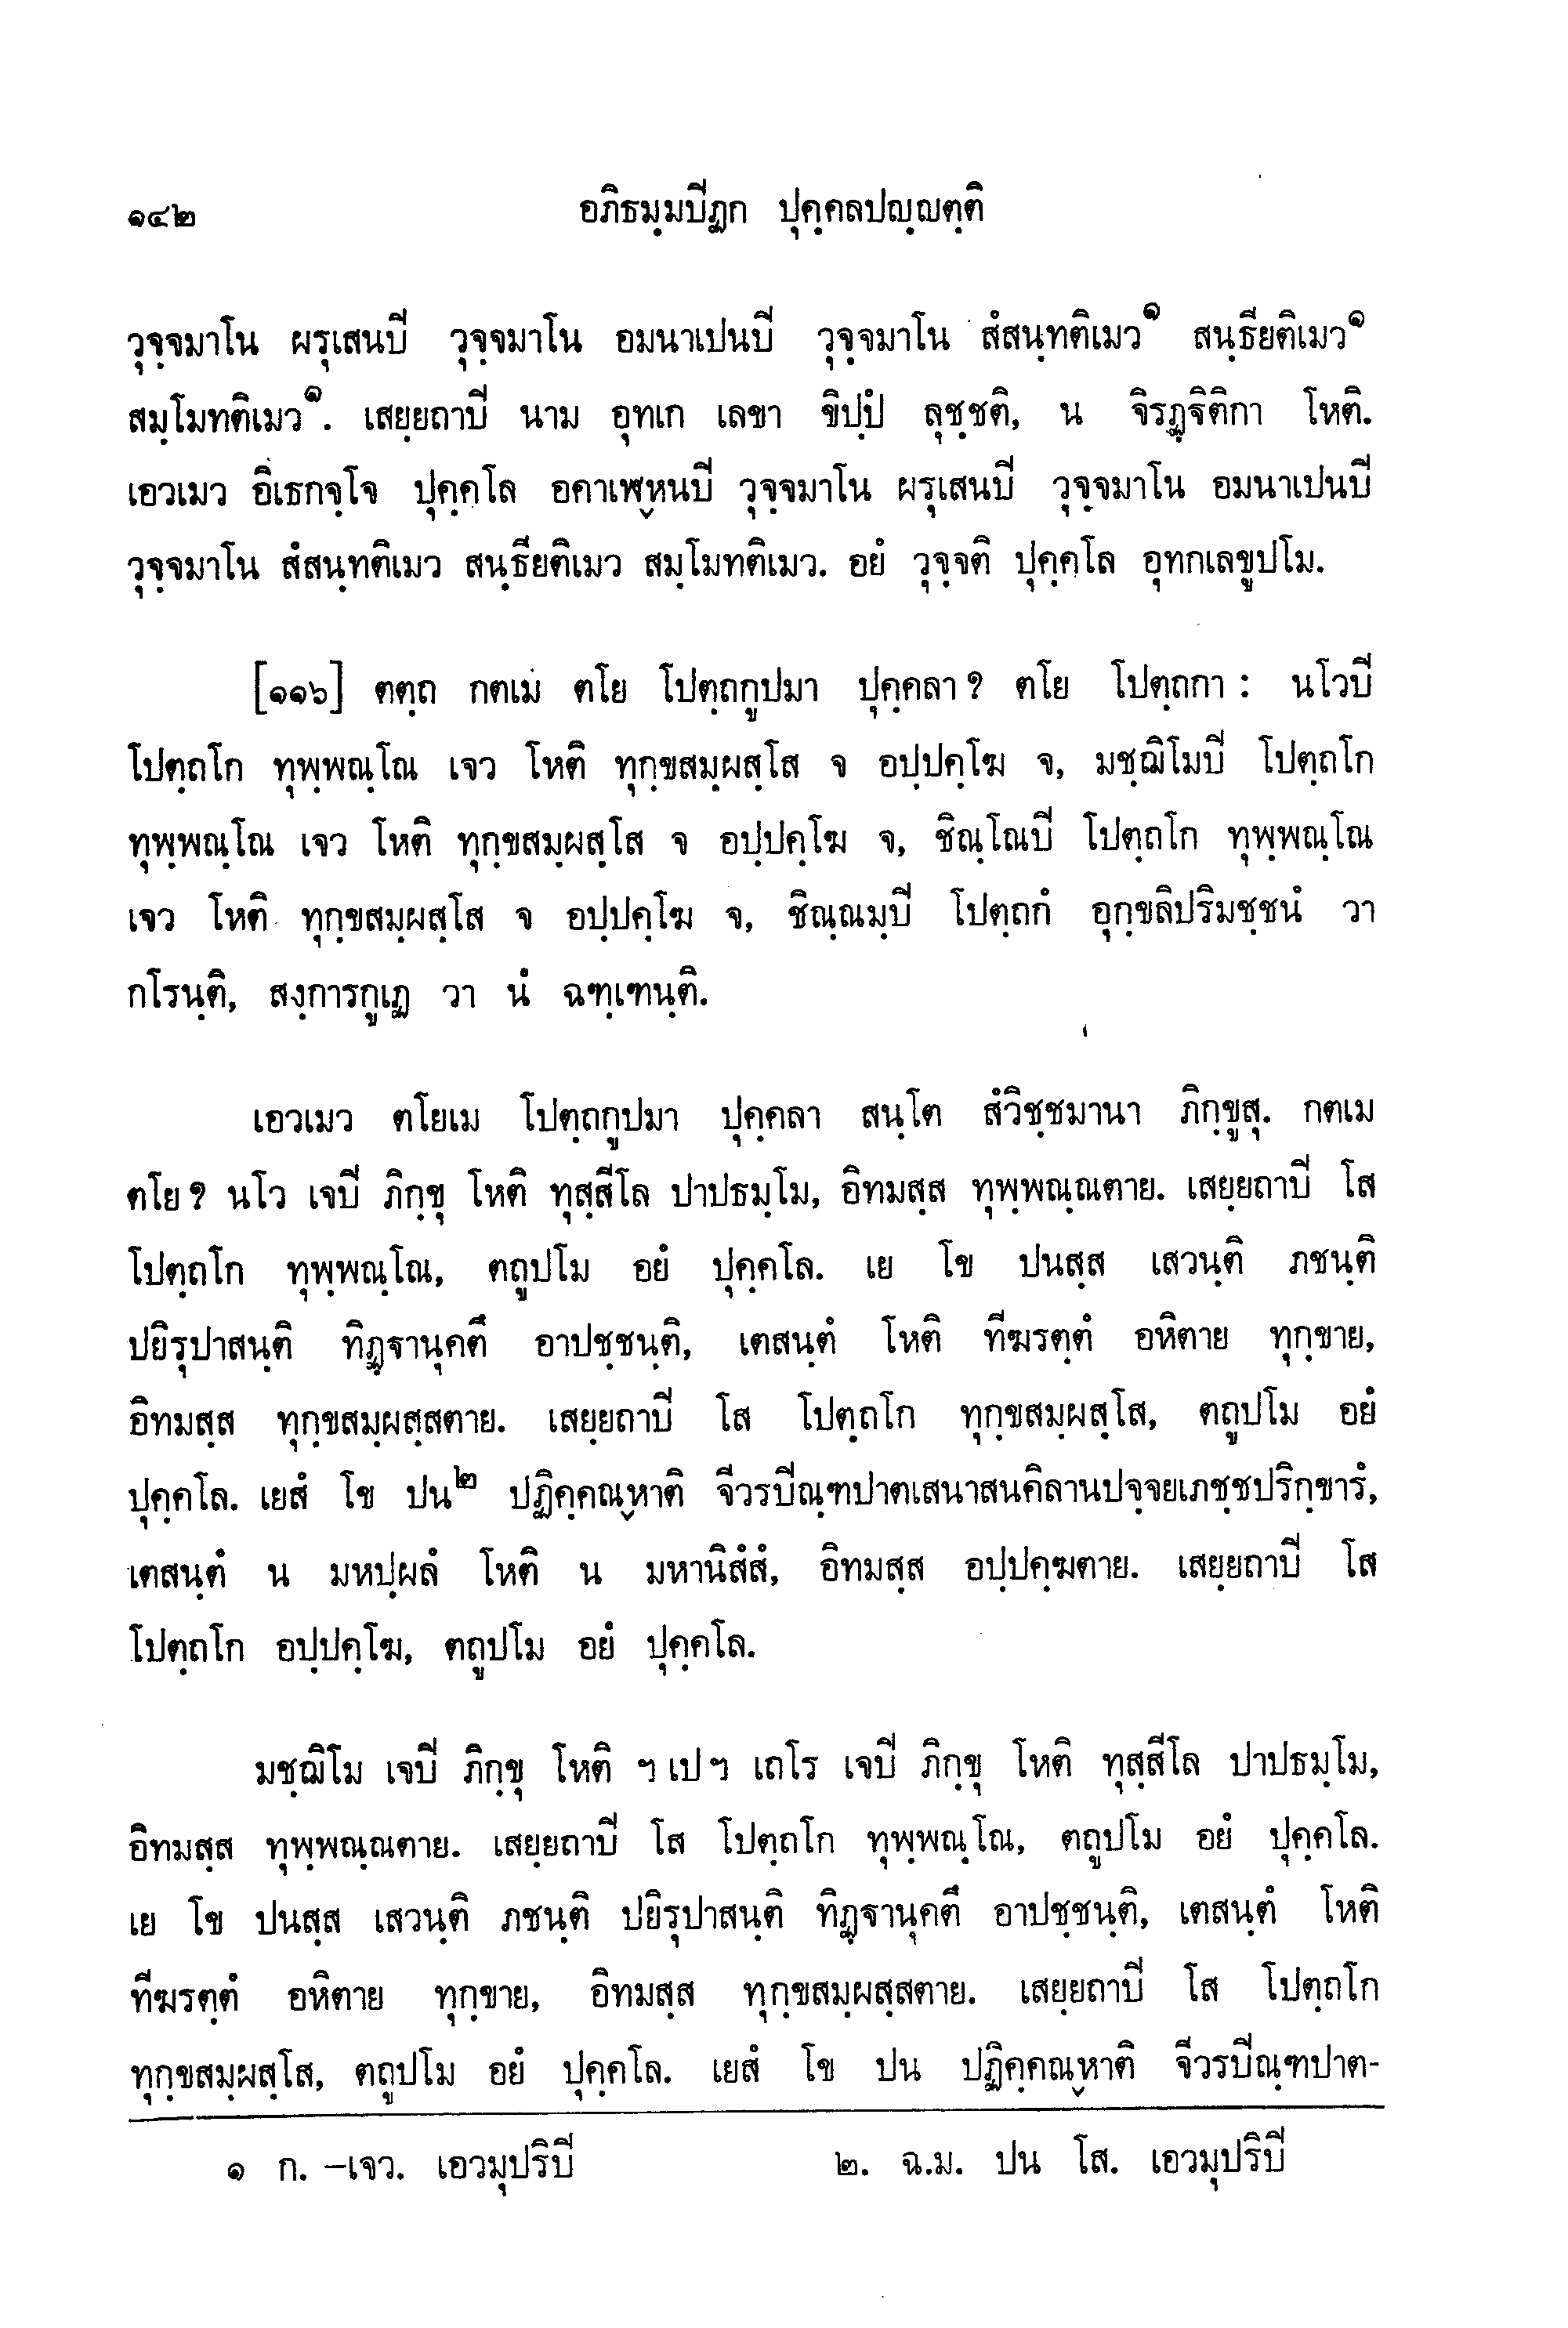 ๑๔๒ อภิธมฺมปิฏก ปุคฺคลปญฺญตฺติ
วุจฺจมาโน ผรุเสนปิ วุจฺจมาโน อมนาเปนปิ วุจฺจมาโน สํสนฺทติเมว๑ สนฺธียติเมว๑
สมฺโมทติเมว๑. เสยฺยถาปิ นาม อุทเก เลขา ขิปฺปํ ลุชฺชติ, น จิรฏฺฐิติกา โหติ.
เอวเมว อิเธกจฺโจ ปุคฺคโล อคาเฬฺหนปิ วุจฺจมาโน ผรุเสนปิ วุจฺจมาโน อมนาเปนปิ
วุจฺจมาโน สํสนฺทติเมว สนฺธียติเมว สมฺโมทติเมว. อยํ วุจฺจติ ปุคฺคโล อุทกเลขูปโม.
[๑๑๖] ตตฺถ กตเม ตโย โปตฺถกูปมา ปุคฺคลา ? ตโย โปตฺถกา : นโวปิ
โปตฺถโก ทุพฺพณฺโณ เจว โหติ ทุกฺขสมฺผสฺโส จ อปฺปคฺโฆ จ, มชฺฌิโมปิ โปตฺถโก
ทุพฺพณฺโณ เจว โหติ ทุกฺขสมฺผสฺโส จ อปฺปคฺโฆ จ, ชิณฺโณปิ โปตฺถโก ทุพฺพณฺโณ
เจว โหติ ทุกฺขสมฺผสฺโส จ อปฺปคฺโฆ จ, ชิณฺณมฺปิ โปตฺถกํ อุกฺขลิปริมชฺชนํ วา
กโรนฺติ, สงฺการกูเฏ วา นํ ฉฑฺเฑนฺติ.
เอวเมว ตโยเม โปตฺถกูปมา ปุคฺคลา สนฺโต สํวิชฺชมานา ภิกฺขูสุ. กตเม
ตโย ? นโว เจปิ ภิกฺขุ โหติ ทุสฺสีโล ปาปธมฺโม, อิทมสฺส ทุพฺพณฺณตาย. เสยฺยถาปิ โส
โปตฺถโก ทุพฺพณฺโณ, ตถูปโม อยํ ปุคฺคโล. เย โข ปนสฺส เสวนฺติ ภชนฺติ
ปยิรุปาสนฺติ ทิฏฺฐานุคตึ อาปชฺชนฺติ, เตสนฺตํ โหติ ทีฆรตฺตํ อหิตาย ทุกฺขาย,
อิทมสฺส ทุกฺขสมฺผสฺสตาย. เสยฺยถาปิ โส โปตฺถโก ทุกฺขสมฺผสฺโส, ตถูปโม อยํ
ปุคฺคโล. เยสํ โข ปน๒ ปฏิคฺคณฺหาติ จีวรปิณฺฑปาตเสนาสนคิลานปจฺจยเภชฺชปริกฺขารํ,
เตสนฺตํ น มหปฺผลํ โหติ น มหานิสํสํ, อิทมสฺส อปฺปคฺฆตาย. เสยฺยถาปิ โส
โปตฺถโก อปฺปคฺโฆ, ตถูปโม อยํ ปุคฺคโล.
มชฺฌิโม เจปิ ภิกฺขุ โหติ ฯ เป ฯ เถโร เจปิ ภิกฺขุ โหติ ทุสฺสีโล ปาปธมฺโม,
อิทมสฺส ทุพฺพณฺณตาย. เสยฺยถาปิ โส โปตฺถโก ทุพฺพณฺโณ, ตถูปโม อยํ ปุคฺคโล.
เย โข ปนสฺส เสวนฺติ ภชนฺติ ปยิรุปาสนฺติ ทิฏฺฐานุคตึ อาปชฺชนฺติ, เตสนฺตํ โหติ
ทีฆรตฺตํ อหิตาย ทุกฺขาย, อิทมสฺส ทุกฺขสมฺผสฺสตาย. เสยฺยถาปิ โส โปตฺถโก
ทุกฺขสมฺผสฺโส, ตถูปโม อยํ ปุคฺคโล. เยสํ โข ปน ปฏิคฺคณฺหาติ จีวรปิณฺฑปาต-
๑ ก. –เจว. เอวมุปริปิ ๒. ฉ.ม. ปน โส. เอวมุปริปิ